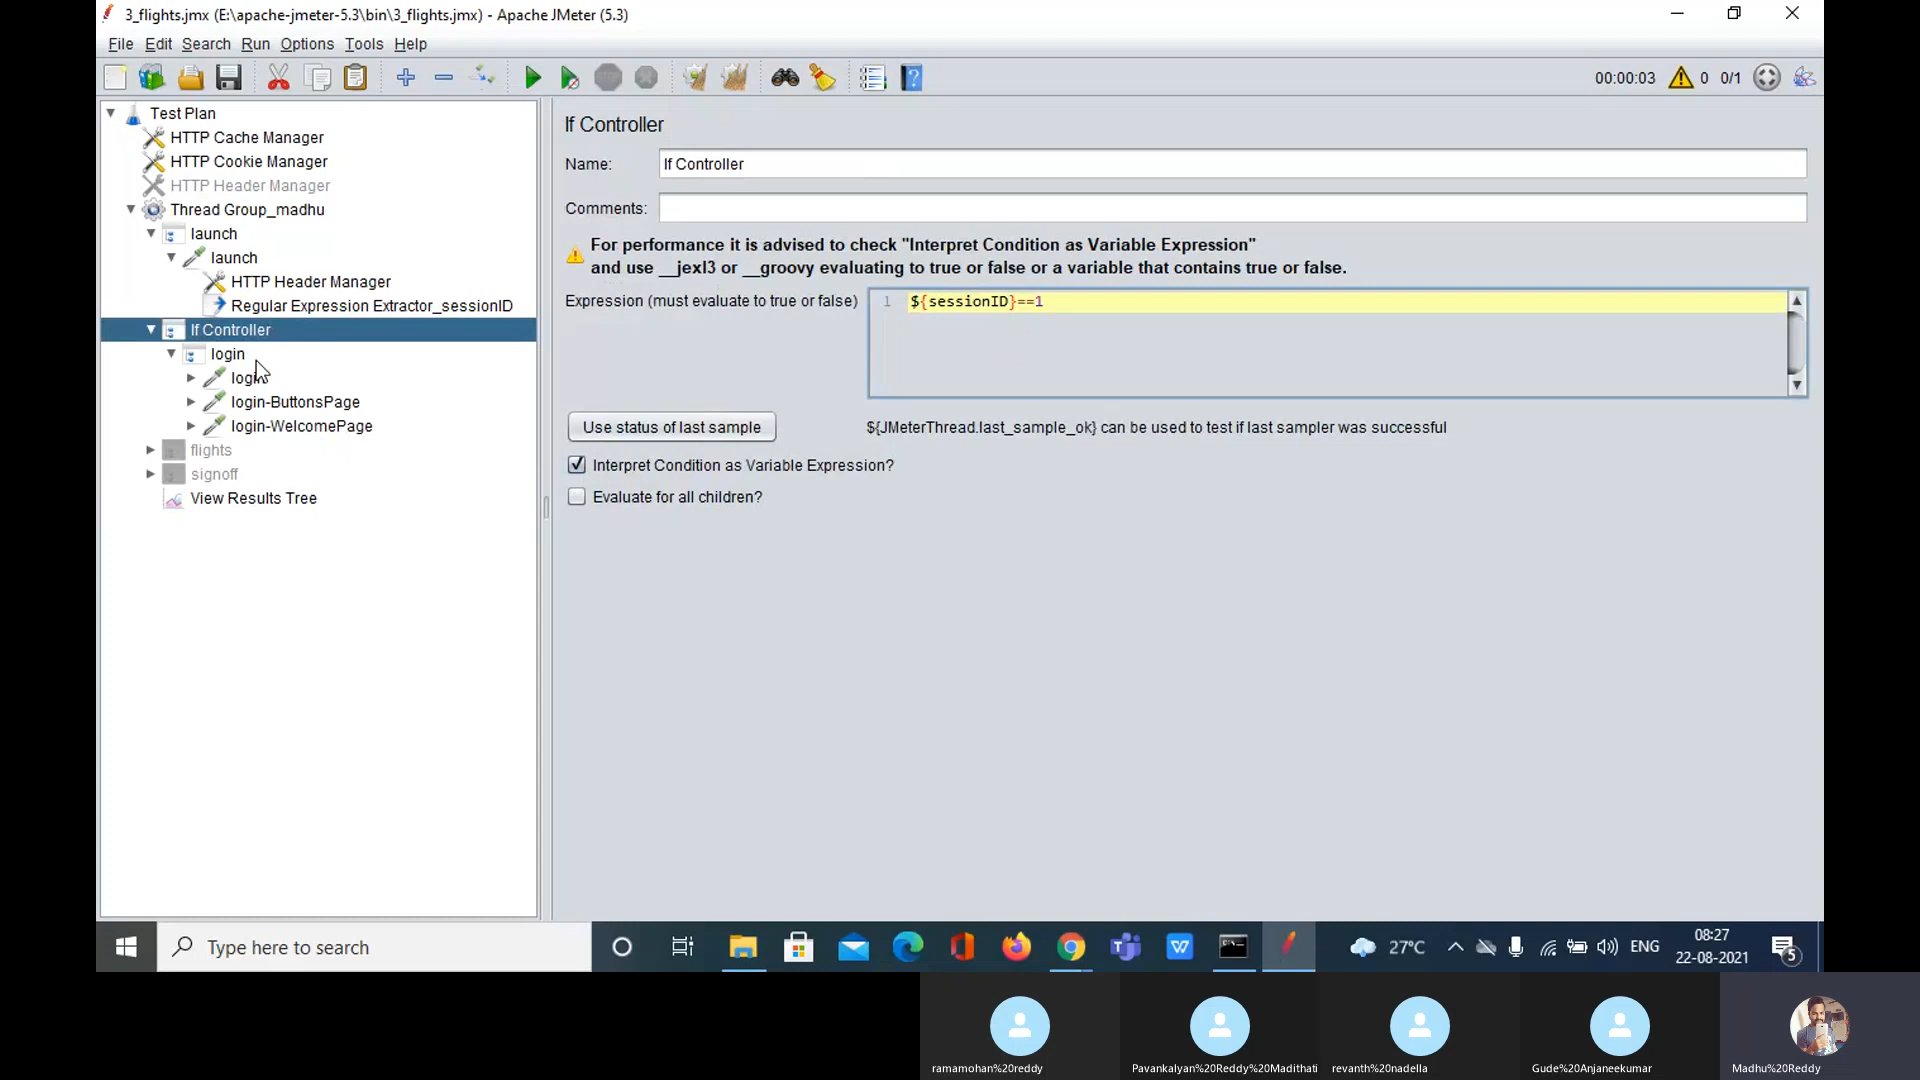 3_flights.jmx (E:\apache-jmeter-5.3\bin\3_flights.jmx) - Apache JMeter (5.3)
File Edit Search Run Options Tools Help
00:00:03 0 0/1
Test Plan
HTTP Cache Manager
HTTP Cookie Manager
HTTP Header Manager
Thread Group_madhu
launch
launch
HTTP Header Manager
Regular Expression Extractor_sessionID
If Controller
login
login
login-ButtonsPage
login-WelcomePage
flights
signoff
View Results Tree
If Controller
Name: If Controller
Comments:
For performance it is advised to check "Interpret Condition as Variable Expression"
and use __jexl3 or __groovy evaluating to true or false or a variable that contains true or false.
Expression (must evaluate to true or false) 1 ${sessionID}==1
Use status of last sample ${JMeterThread.last_sample_ok} can be used to test if last sampler was successful
Interpret Condition as Variable Expression?
Evaluate for all children?
Type here to search
27°C ENG 08:27
22-08-2021 5
ramamohan%20reddy Pavankalyan%20Reddy%20Madithati revanth%20nadella Gude%20Anjaneekumar Madhu%20Reddy